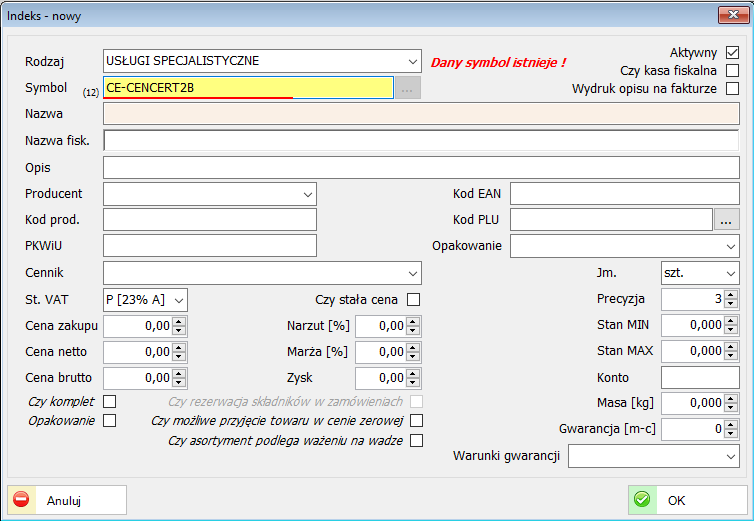 Indeks - nowy
Rodzaj USŁUGI SPECJALISTYCZNE Dany symbol istnieje ! Aktywny
Czy kasa fiskalna
Symbol (12) CE-CENCERT2B ... Wydruk opisu na fakturze
Nazwa
Nazwa fisk.
Opis
Producent Kod EAN
Kod prod. Kod PLU ...
PKWiU Opakowanie
Cennik Jm. szt.
St. VAT P [23% A] Czy stała cena Precyzja 3
Cena zakupu 0,00 Narzut [%] 0,00 Stan MIN 0,000
Cena netto 0,00 Marża [%] 0,00 Stan MAX 0,000
Cena brutto 0,00 Zysk 0,00 Konto
Czy komplet Czy rezerwacja składników w zamówieniach Masa [kg] 0,000
Opakowanie Czy możliwe przyjęcie towaru w cenie zerowej Gwarancja [m-c] 0
Czy asortyment podlega ważeniu na wadze
Warunki gwarancji
Anuluj OK